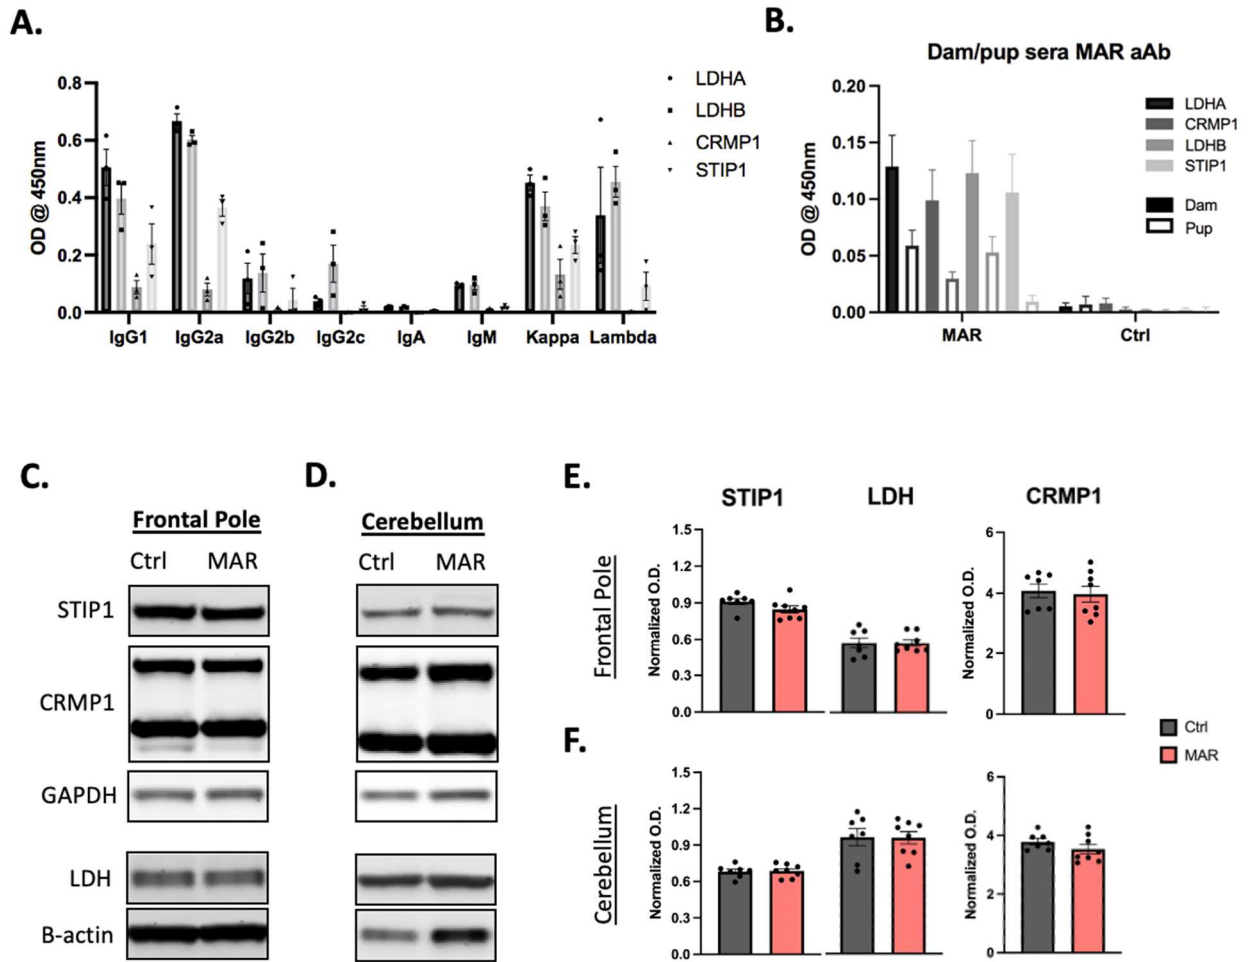 A.
0.8
0.6
0.4
0.2
0.0
OD @ 450nm
IgG1 IgG2a IgG2b IgG2c IgA IgM Kappa Lambda
LDHA
LDHB
CRMP1
STIP1
B.
Dam/pup sera MAR aAb
0.20
0.15
0.10
0.05
0.00
OD @ 450nm
MAR Ctrl
LDHA
CRMP1
LDHB
STIP1
Dam
Pup
C.
Frontal Pole
Ctrl MAR
STIP1
CRMP1
GAPDH
LDH
B-actin
D.
Cerebellum
Ctrl MAR
E.
STIP1 LDH CRMP1
Frontal Pole
Normalized O.D.
1.5
1.2
0.9
0.6
0.3
0.0
Normalized O.D.
6
4
2
0
F.
Cerebellum
Normalized O.D.
1.5
1.2
0.9
0.6
0.3
0.0
Normalized O.D.
6
4
2
0
Ctrl
MAR